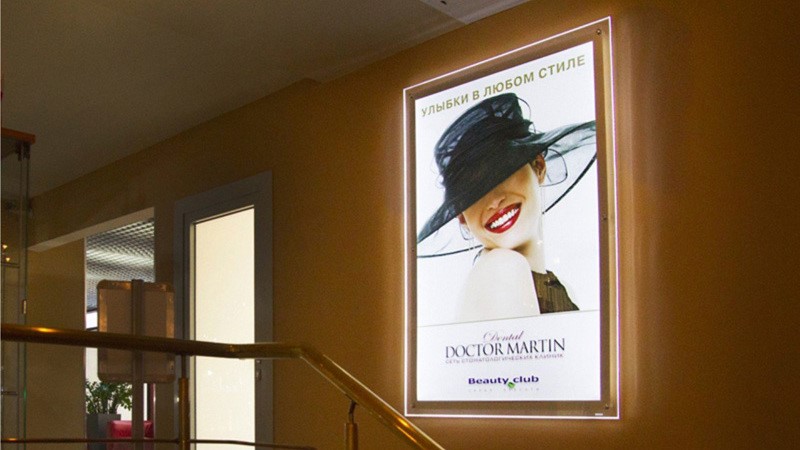 УЛЫБКИ В ЛЮБОМ СТИЛЕ
Dental
DOCTOR MARTIN
СЕТЬ СТОМАТОЛОГИЧЕСКИХ КЛИНИК
Beauty club